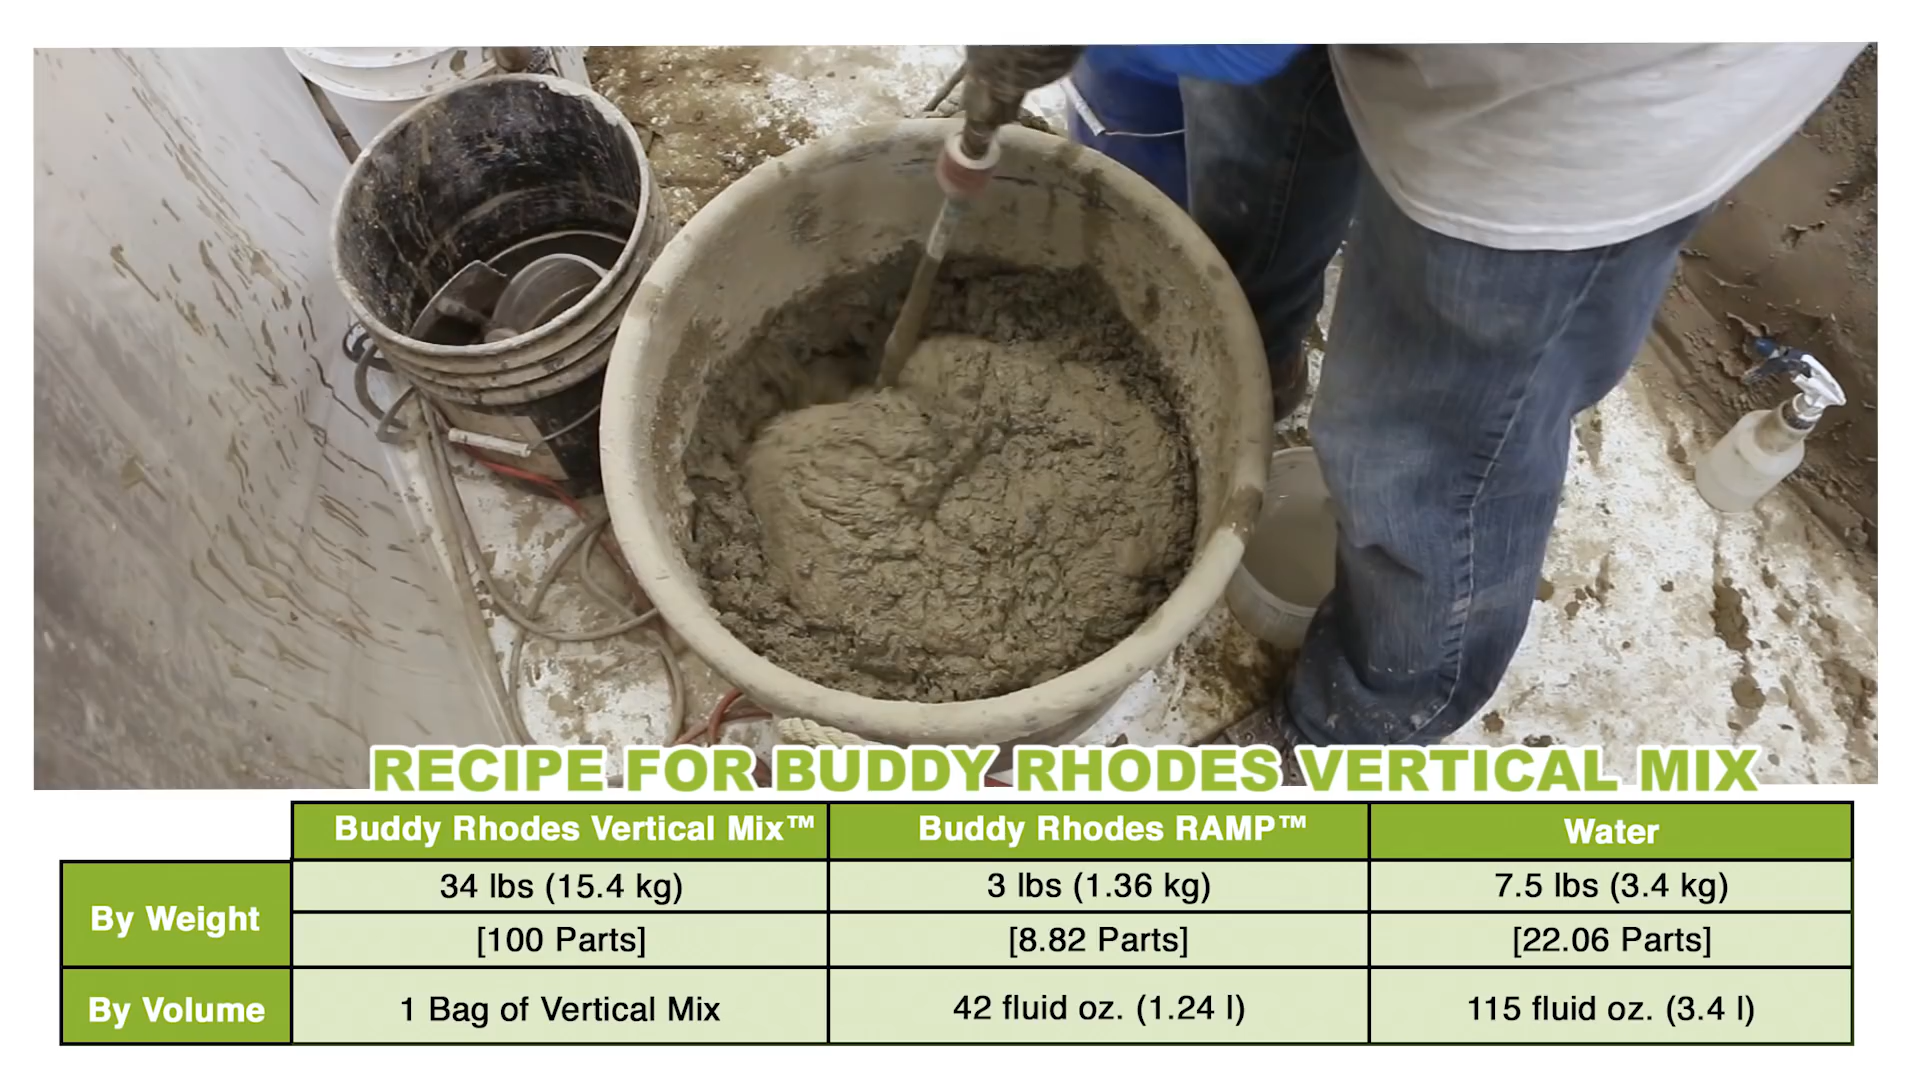 RECIPE FOR BUDDY RHODES VERTICAL MIX
Buddy Rhodes Vertical Mix™ Buddy Rhodes RAMP™ Water
By Weight
34 lbs (15.4 kg) 3 lbs (1.36 kg) 7.5 lbs (3.4 kg)
[100 Parts] [8.82 Parts] [22.06 Parts]
By Volume 1 Bag of Vertical Mix 42 fluid oz. (1.24 l) 115 fluid oz. (3.4 l)